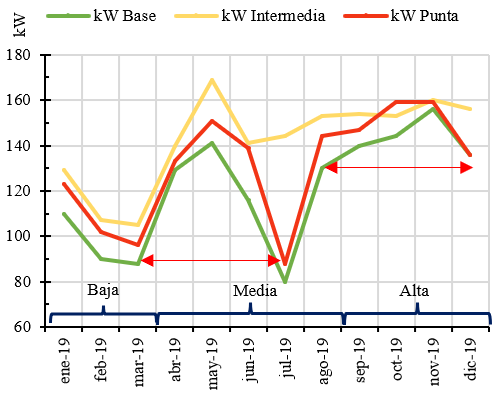 kW Base kW Intermedia kW Punta
kW
180
160
140
120
100
80
60
Baja Media Alta
ene-19 feb-19 mar-19 abr-19 may-19 jun-19 jul-19 ago-19 sep-19 oct-19 nov-19 dic-19